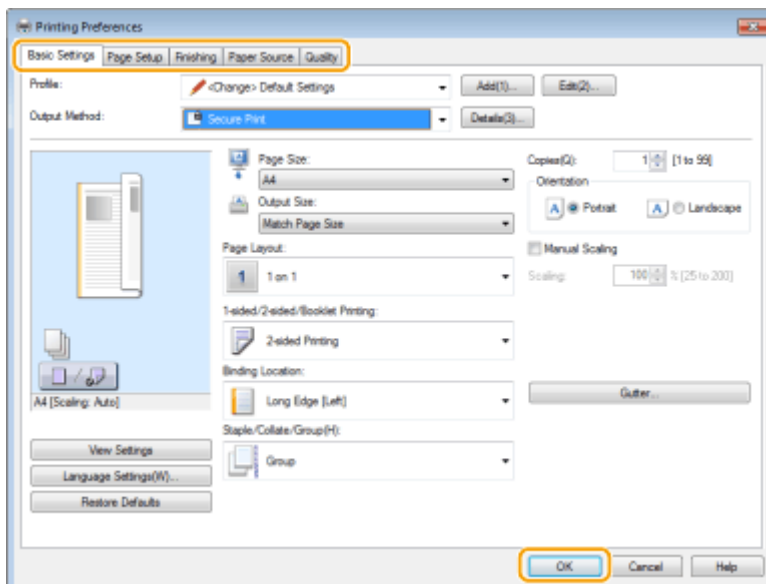 Printing Preferences
Basic Settings Page Setup Finishing Paper Source Quality
Profile: <Change> Default Settings Add(1)... Edit(2)...
Output Method: Secure Print Details(3)...
Page Size: Copies(Q): 1 [1 to 99]
A4 Orientation
Output Size: A Portrait A Landscape
Match Page Size
Page Layout: Manual Scaling
1 1 on 1 Scaling: 100 % [25 to 200]
1-sided/2-sided/Booklet Printing:
2-sided Printing
Binding Location:
A4 [Scaling: Auto] Long Edge [Left] Gutter...
Staple/Collate/Group(H):
View Settings
Group
Language Settings(W)...
Restore Defaults
OK Cancel Help